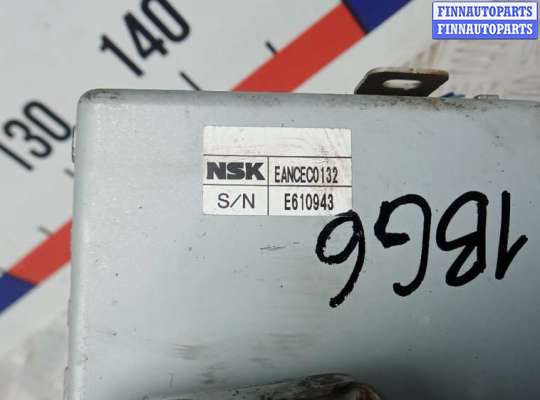 FINNAUTOPARTS
FINNAUTOPARTS
140
130
NSK EANCEC0132
S/N E610943
1BG6